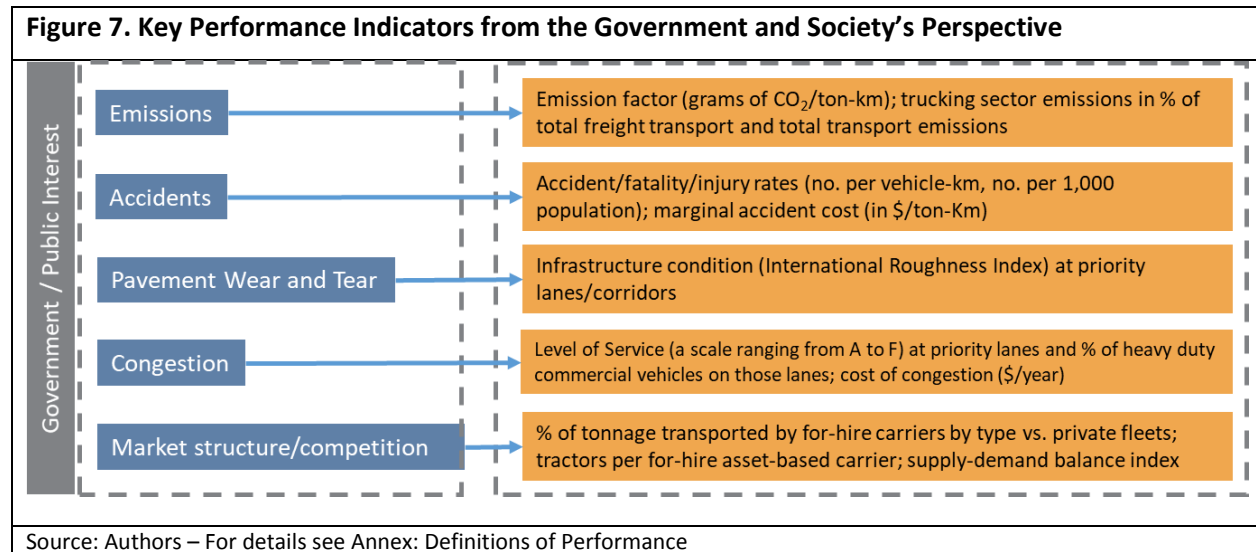 Figure 7. Key Performance Indicators from the Government and Society's Perspective
Government / Public Interest
Emissions
Emission factor (grams of CO₂/ton-km); trucking sector emissions in % of
total freight transport and total transport emissions
Accidents
Accident/fatality/injury rates (no. per vehicle-km, no. per 1,000
population); marginal accident cost (in $/ton-Km)
Pavement Wear and Tear
Infrastructure condition (International Roughness Index) at priority
lanes/corridors
Congestion
Level of Service (a scale ranging from A to F) at priority lanes and % of heavy duty
commercial vehicles on those lanes; cost of congestion ($/year)
Market structure/competition
% of tonnage transported by for-hire carriers by type vs. private fleets;
tractors per for-hire asset-based carrier; supply-demand balance index
Source: Authors – For details see Annex: Definitions of Performance